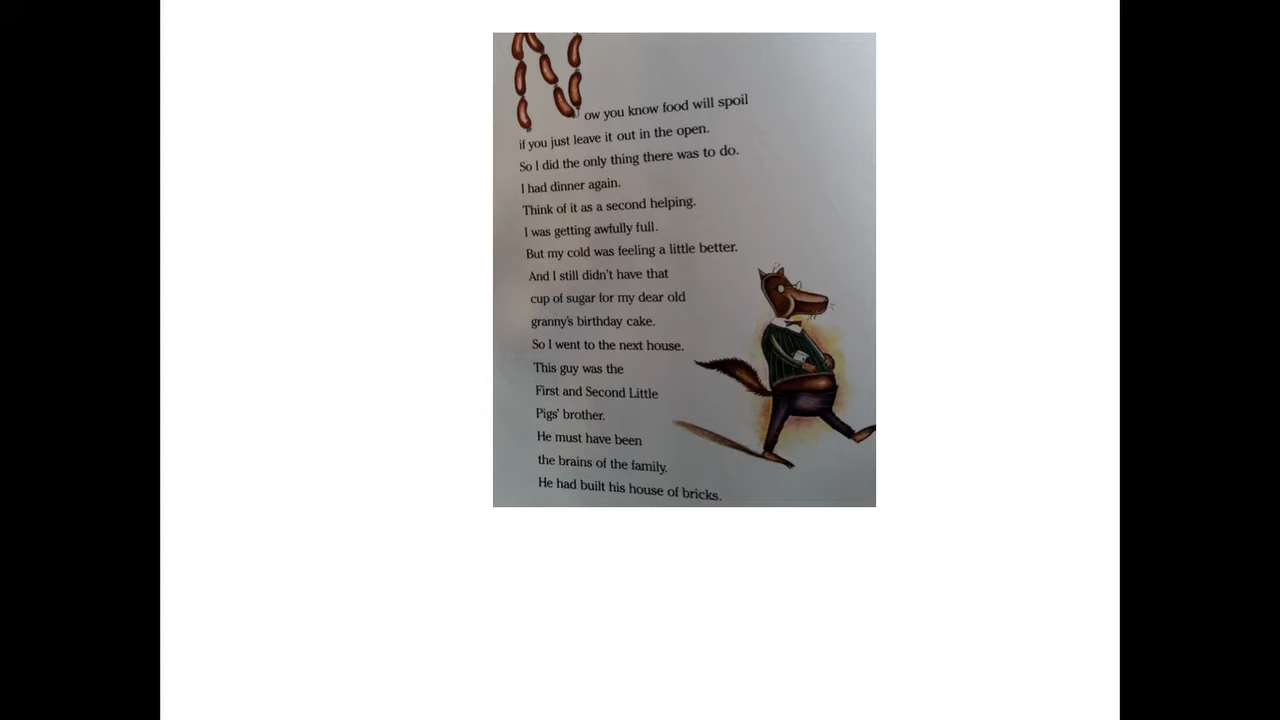 Now you know food will spoil
if you just leave it out in the open.
So I did the only thing there was to do.
I had dinner again.
Think of it as a second helping.
I was getting awfully full.
But my cold was feeling a little better.
And I still didn't have that
cup of sugar for my dear old
granny's birthday cake.
So I went to the next house.
This guy was the
First and Second Little
Pigs' brother.
He must have been
the brains of the family.
He had built his house of bricks.